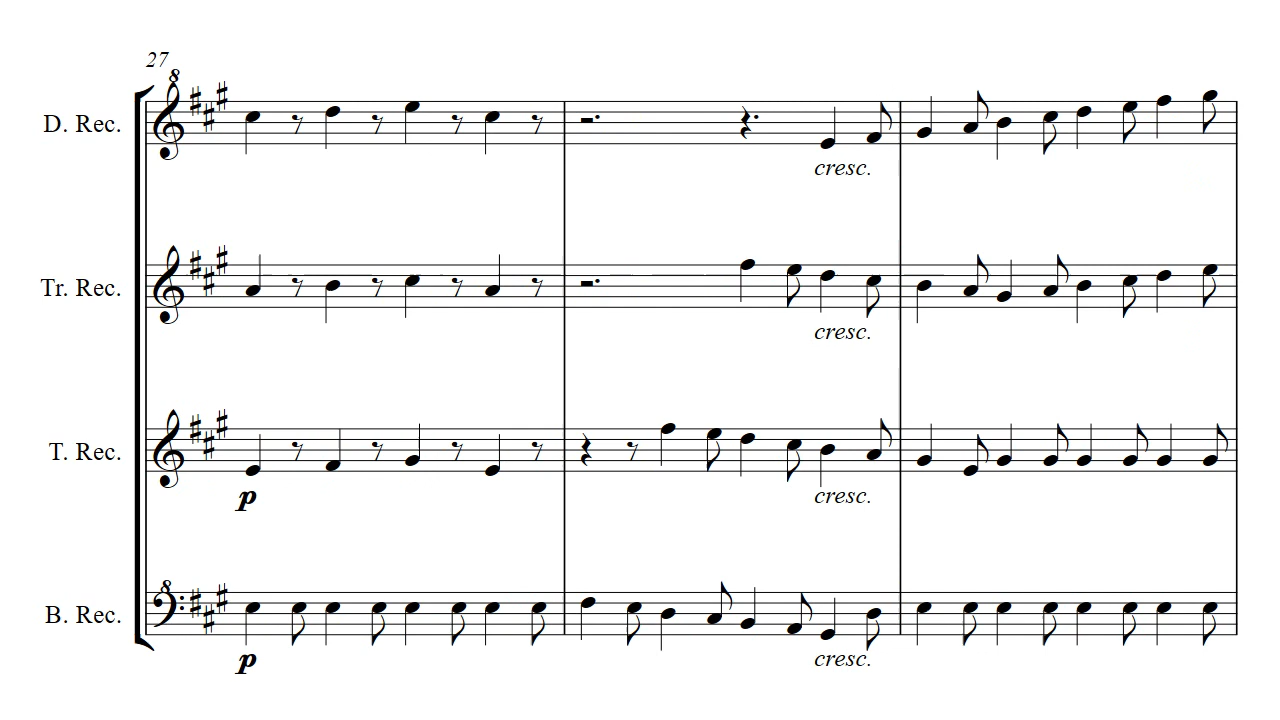 27
8
D. Rec.
cresc.
Tr. Rec.
cresc.
T. Rec.
p
cresc.
8
B. Rec.
p
cresc.